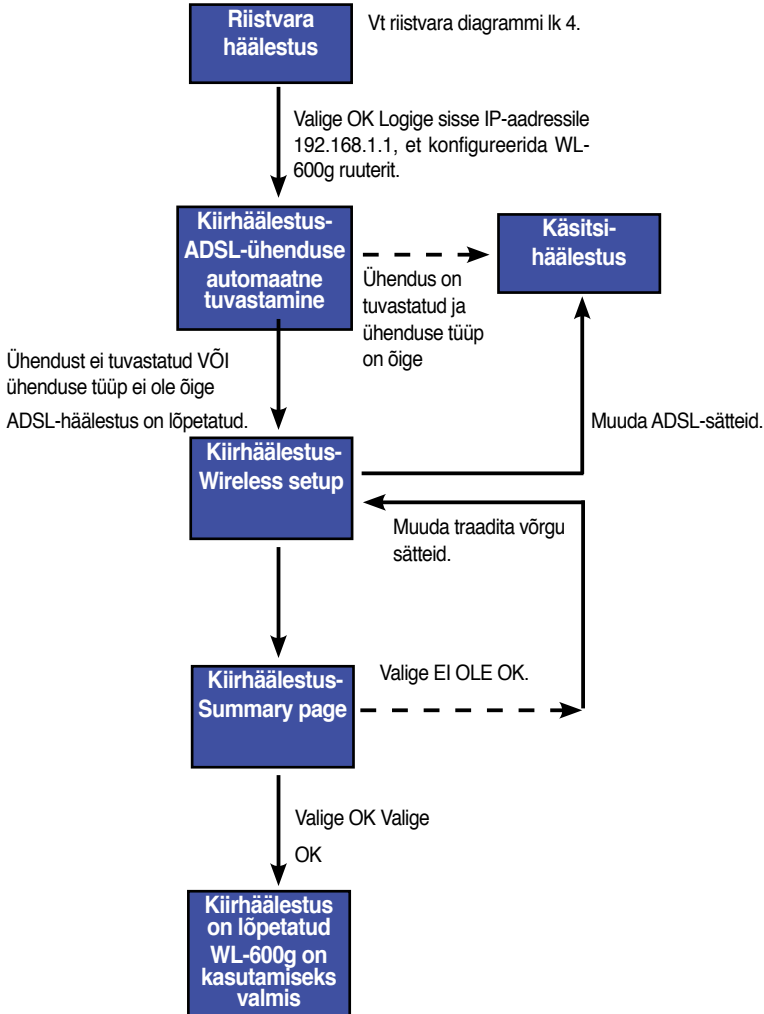 Riistvara
häälestus
Vt riistvara diagrammi lk 4.
Valige OK Logige sisse IP-aadressile
192.168.1.1, et konfigureerida WL-
600g ruuterit.
Kiirhäälestus-
ADSL-ühenduse
automaatne
tuvastamine
Käsitsi-
häälestus
Ühendus on
tuvastatud ja
ühenduse tüüp
on õige
Ühendust ei tuvastatud VÕI
ühenduse tüüp ei ole õige
ADSL-häälestus on lõpetatud.
Muuda ADSL-sätteid.
Kiirhäälestus-
Wireless setup
Muuda traadita võrgu
sätteid.
Kiirhäälestus-
Summary page
Valige EI OLE OK.
Valige OK Valige
OK
Kiirhäälestus
on lõpetatud
WL-600g on
kasutamiseks
valmis